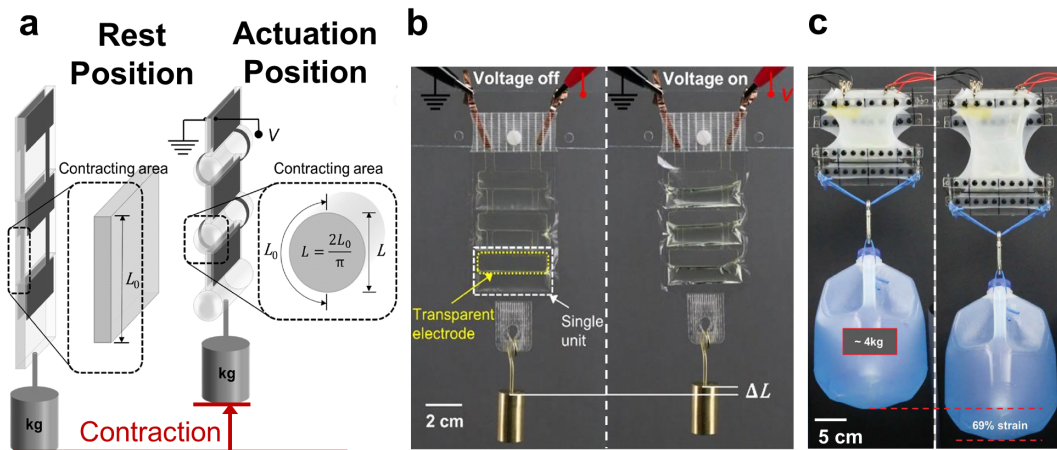 a
Rest
Position
Actuation
Position
V
Contracting area
L₀
Contracting area
L₀
L = 2L₀/π
L
kg
kg
Contraction
b
Voltage off
Voltage on
V
Transparent
electrode
Single
unit
ΔL
2 cm
c
~ 4kg
5 cm
69% strain